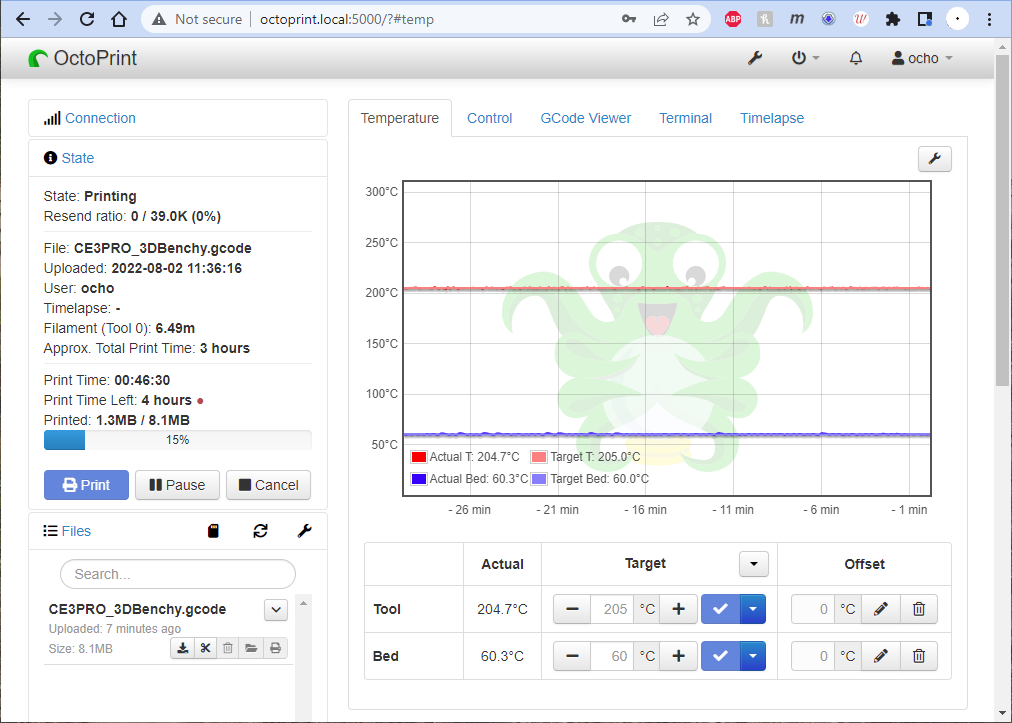 Not secure | octoprint.local:5000/?#temp
ABP
m
W
OctoPrint
ocho
Connection
State
State: Printing
Resend ratio: 0 / 39.0K (0%)
File: CE3PRO_3DBenchy.gcode
Uploaded: 2022-08-02 11:36:16
User: ocho
Timelapse: -
Filament (Tool 0): 6.49m
Approx. Total Print Time: 3 hours
Print Time: 00:46:30
Print Time Left: 4 hours
Printed: 1.3MB / 8.1MB
15%
Print Pause Cancel
Files
Search...
CE3PRO_3DBenchy.gcode
Uploaded: 7 minutes ago
Size: 8.1MB
Temperature Control GCode Viewer Terminal Timelapse
300°C
250°C
200°C
150°C
100°C
50°C
Actual T: 204.7°C Target T: 205.0°C
Actual Bed: 60.3°C Target Bed: 60.0°C
- 26 min - 21 min - 16 min - 11 min - 6 min - 1 min
Actual Target Offset
Tool 204.7°C 205 °C 0 °C
Bed 60.3°C 60 °C 0 °C